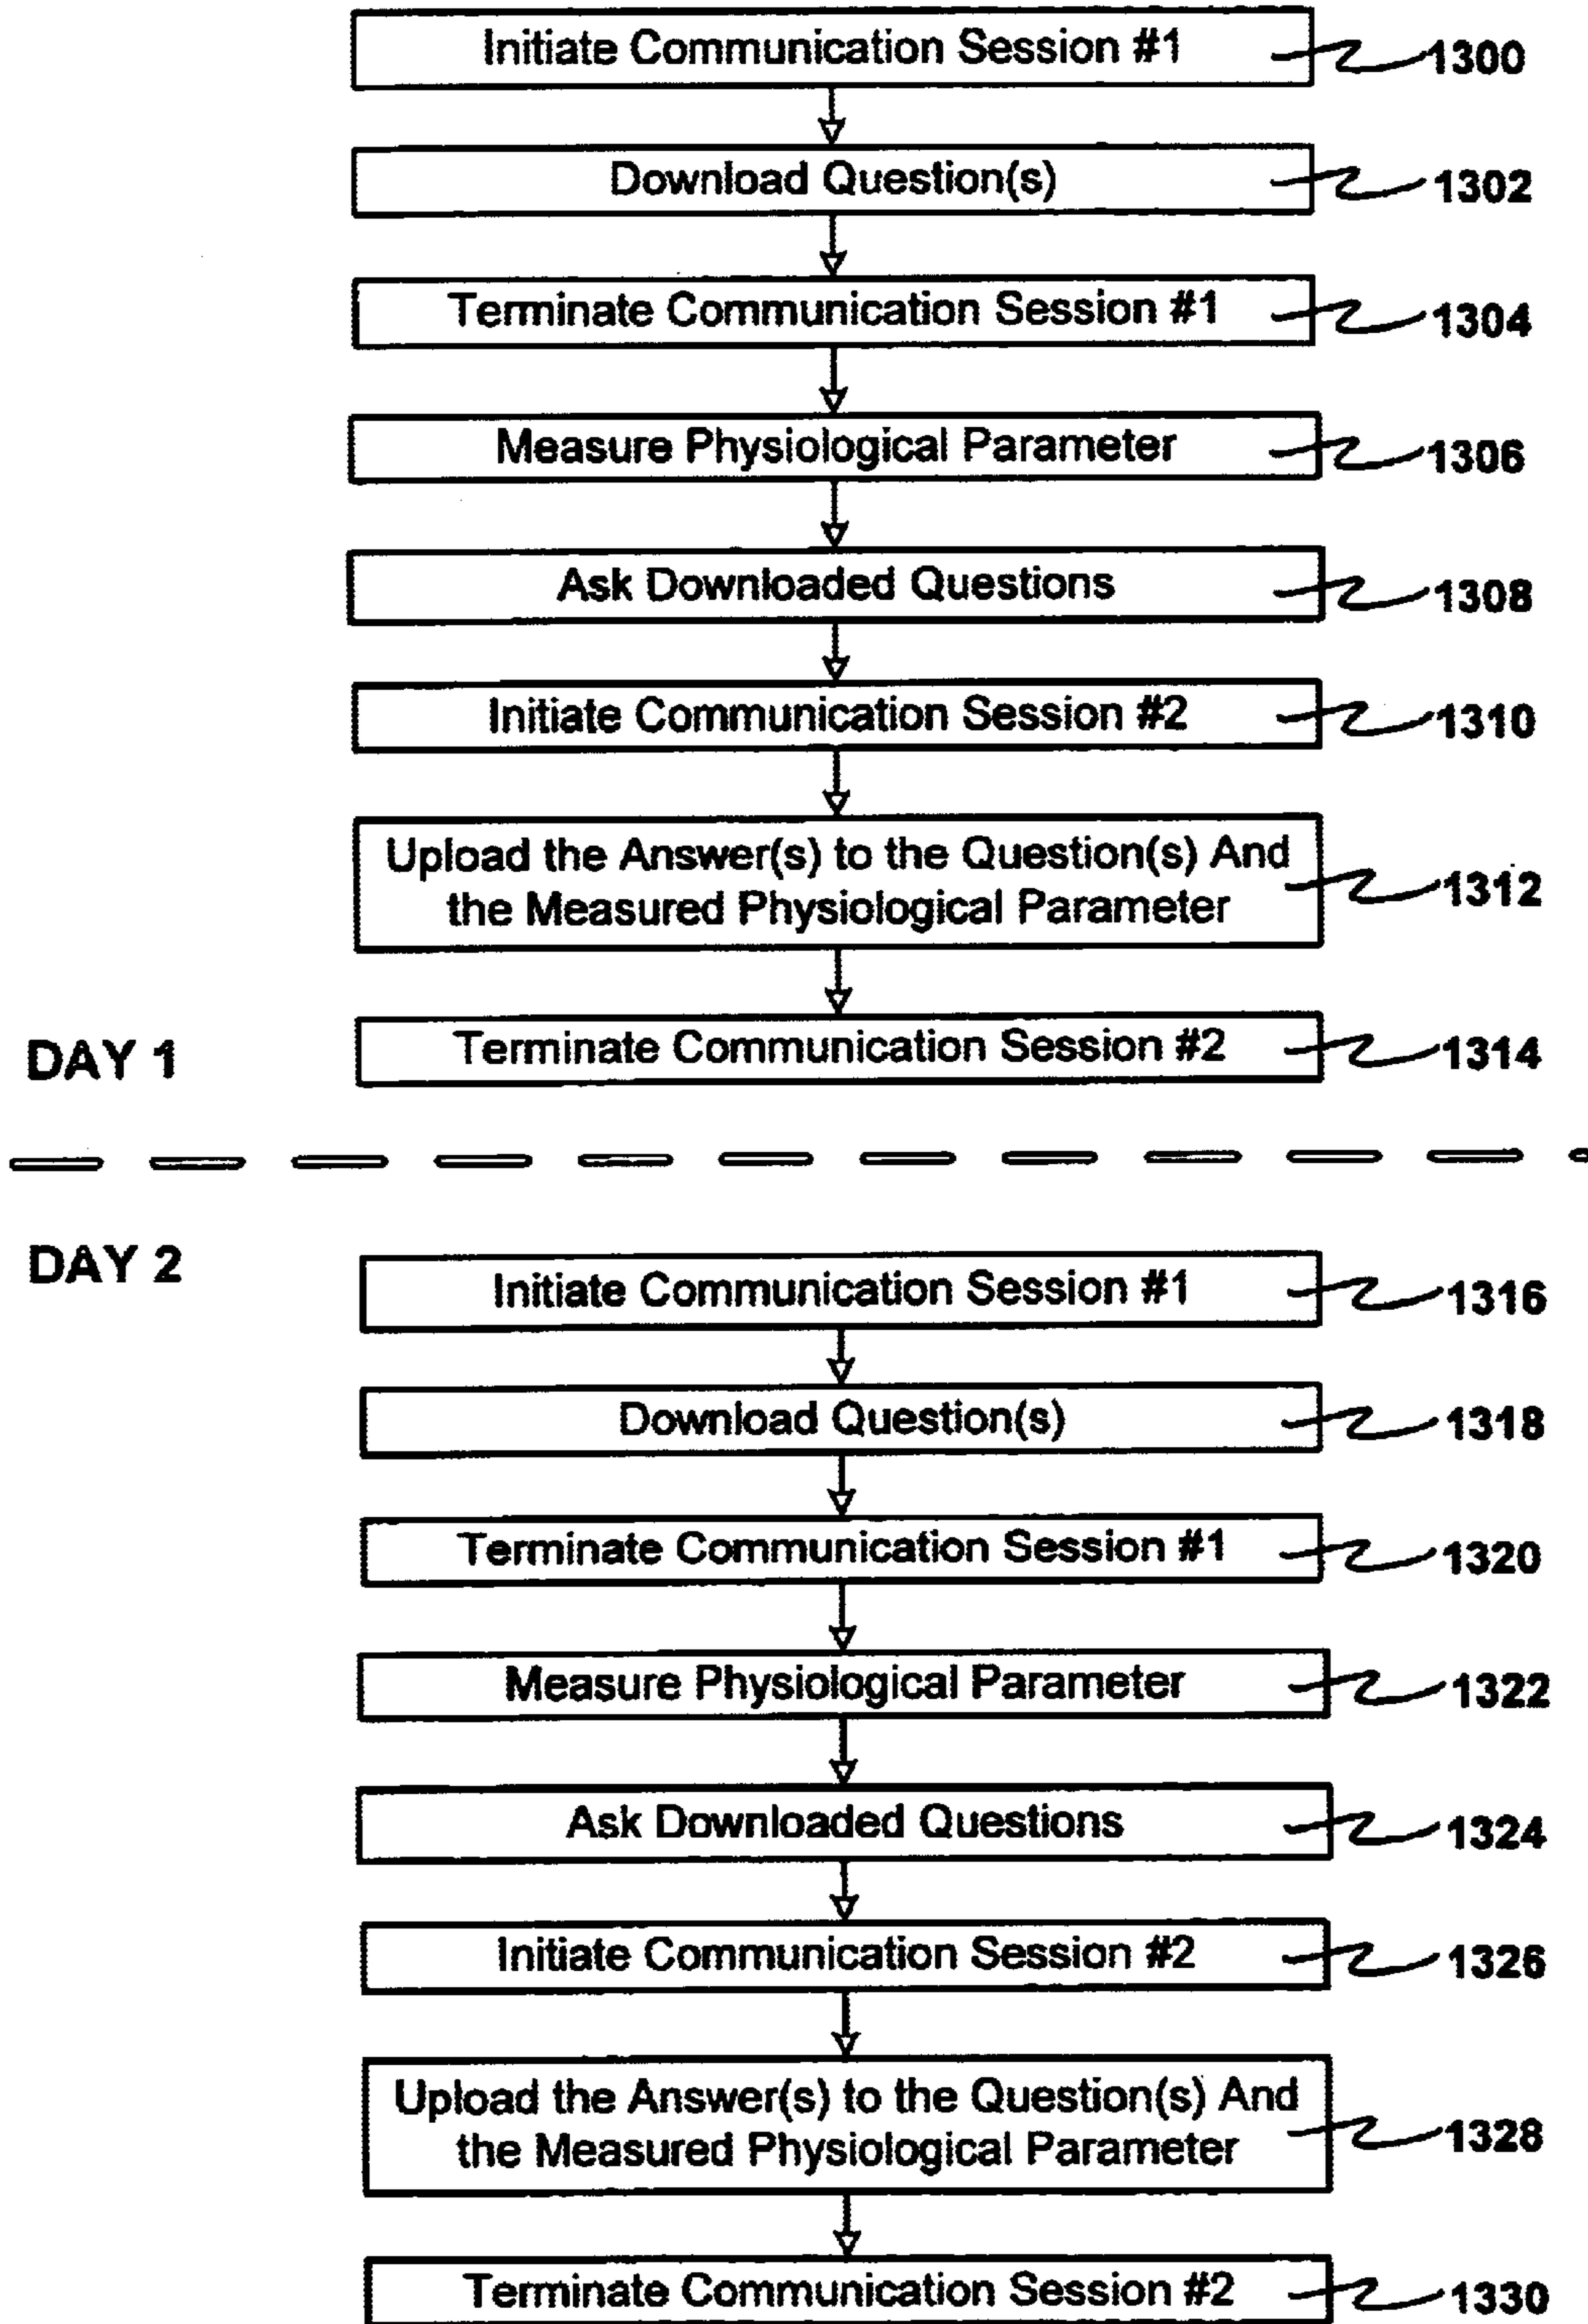 Initiate Communication Session #1 1300
Download Question(s) 1302
Terminate Communication Session #1 1304
Measure Physiological Parameter 1306
Ask Downloaded Questions 1308
Initiate Communication Session #2 1310
Upload the Answer(s) to the Question(s) And
the Measured Physiological Parameter 1312
DAY 1 Terminate Communication Session #2 1314
DAY 2 Initiate Communication Session #1 1316
Download Question(s) 1318
Terminate Communication Session #1 1320
Measure Physiological Parameter 1322
Ask Downloaded Questions 1324
Initiate Communication Session #2 1326
Upload the Answer(s) to the Question(s) And
the Measured Physiological Parameter 1328
Terminate Communication Session #2 1330